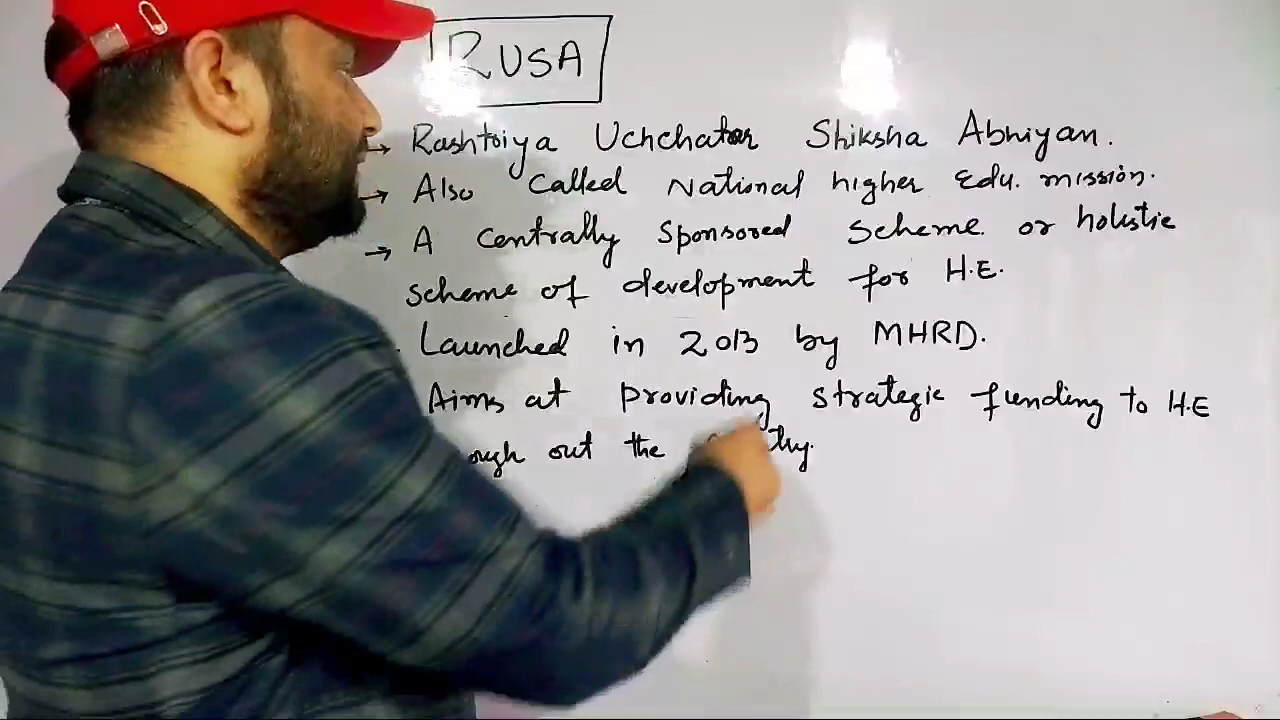 RUSA
→ Rashtriya Uchchatar Shiksha Abhiyan.
→ Also Called National higher Edu. mission.
→ A Centrally Sponsored Scheme or holistic
scheme of development for H.E.
Launched in 2013 by MHRD.
Aims at providing strategic funding to H.E
out the